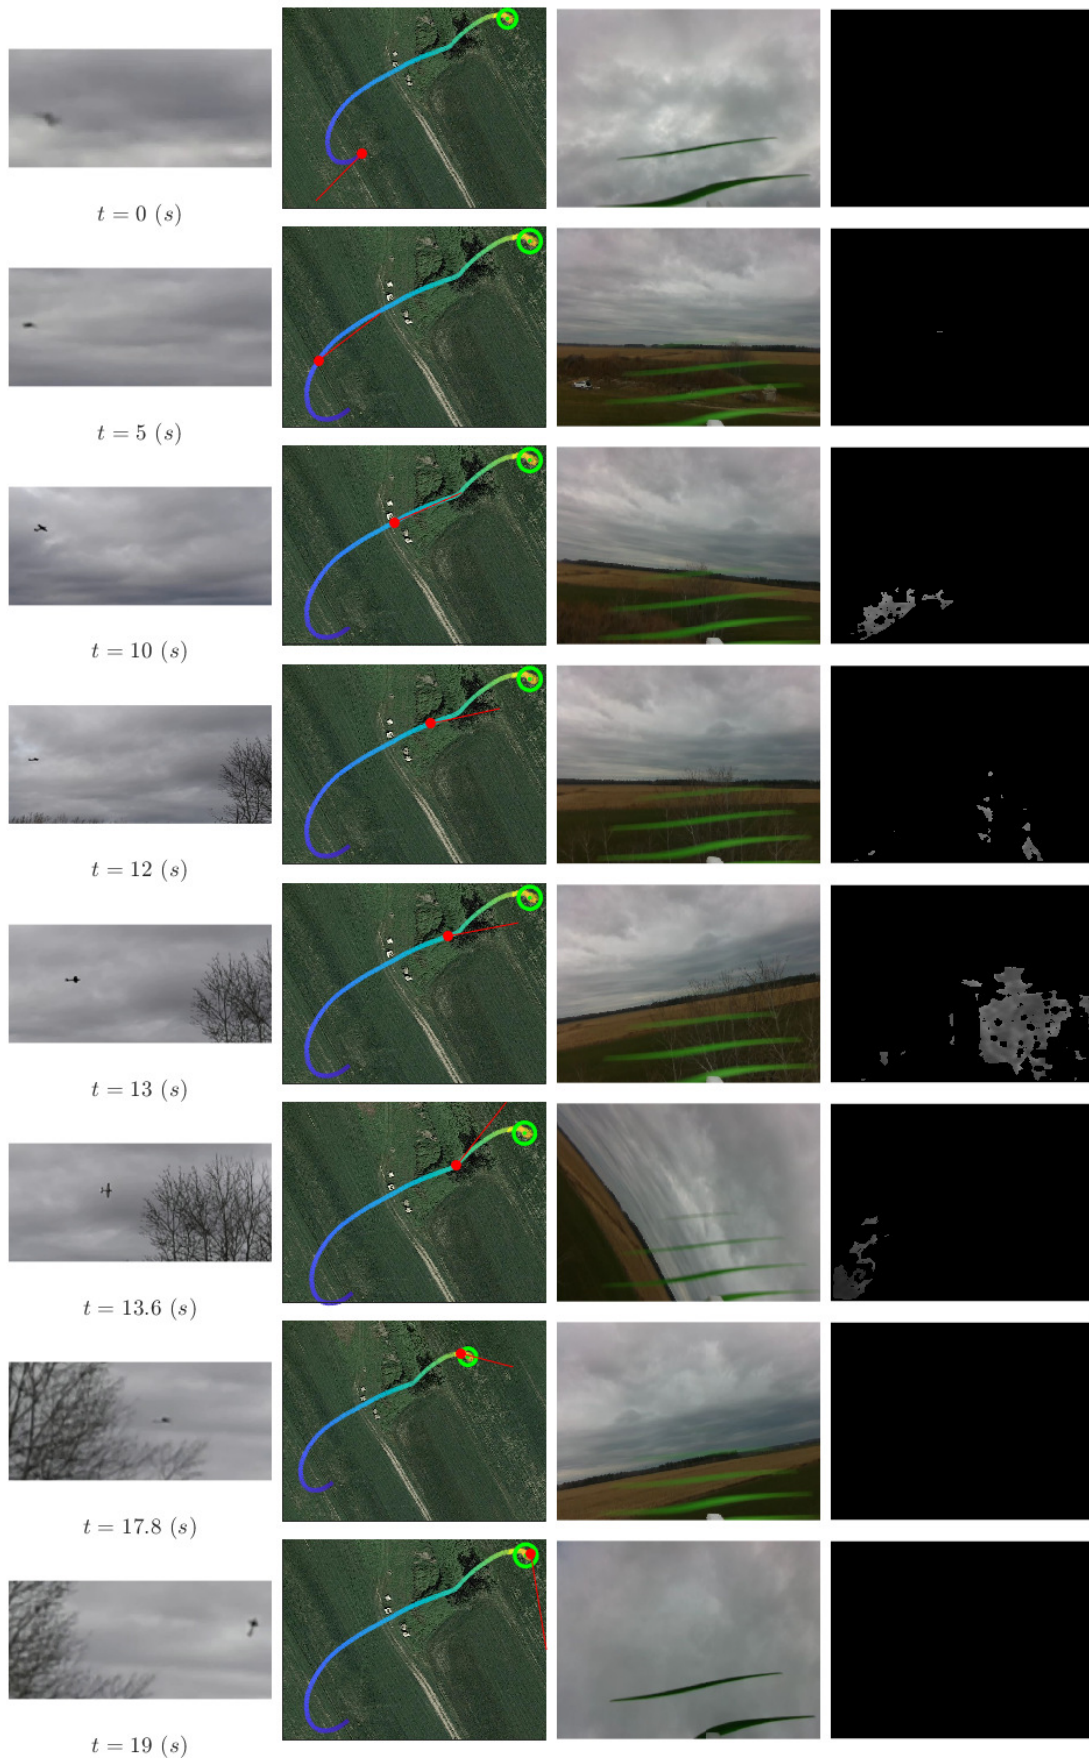 t = 0 (s)
t = 5 (s)
t = 10 (s)
t = 12 (s)
t = 13 (s)
t = 13.6 (s)
t = 17.8 (s)
t = 19 (s)